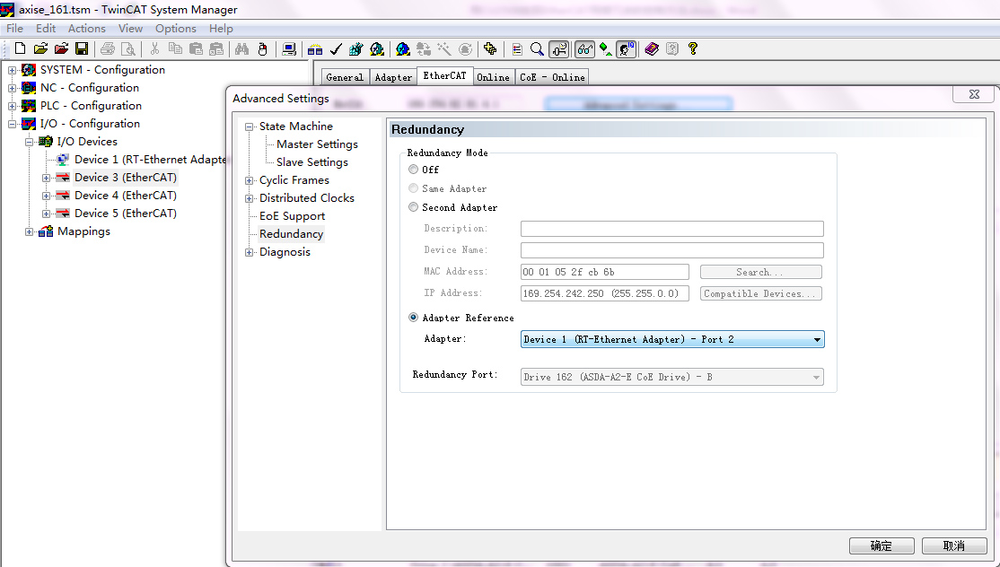 axise_161.tsm - TwinCAT System Manager
File Edit Actions View Options Help
SYSTEM - Configuration
NC - Configuration
PLC - Configuration
I/O - Configuration
I/O Devices
Device 1 (RT-Ethernet Adapte
Device 3 (EtherCAT)
Device 4 (EtherCAT)
Device 5 (EtherCAT)
Mappings
General Adapter EtherCAT Online CoE - Online
Advanced Settings
State Machine
Master Settings
Slave Settings
Cyclic Frames
Distributed Clocks
EoE Support
Redundancy
Diagnosis
Redundancy
Redundancy Mode
Off
Same Adapter
Second Adapter
Description:
Device Name:
MAC Address: 00 01 05 2f cb 6b Search...
IP Address: 169.254.242.250 (255.255.0.0) Compatible Devices...
Adapter Reference
Adapter: Device 1 (RT-Ethernet Adapter) - Port 2
Redundancy Port: Drive 162 (ASDA-A2-E CoE Drive) - B
确定 取消